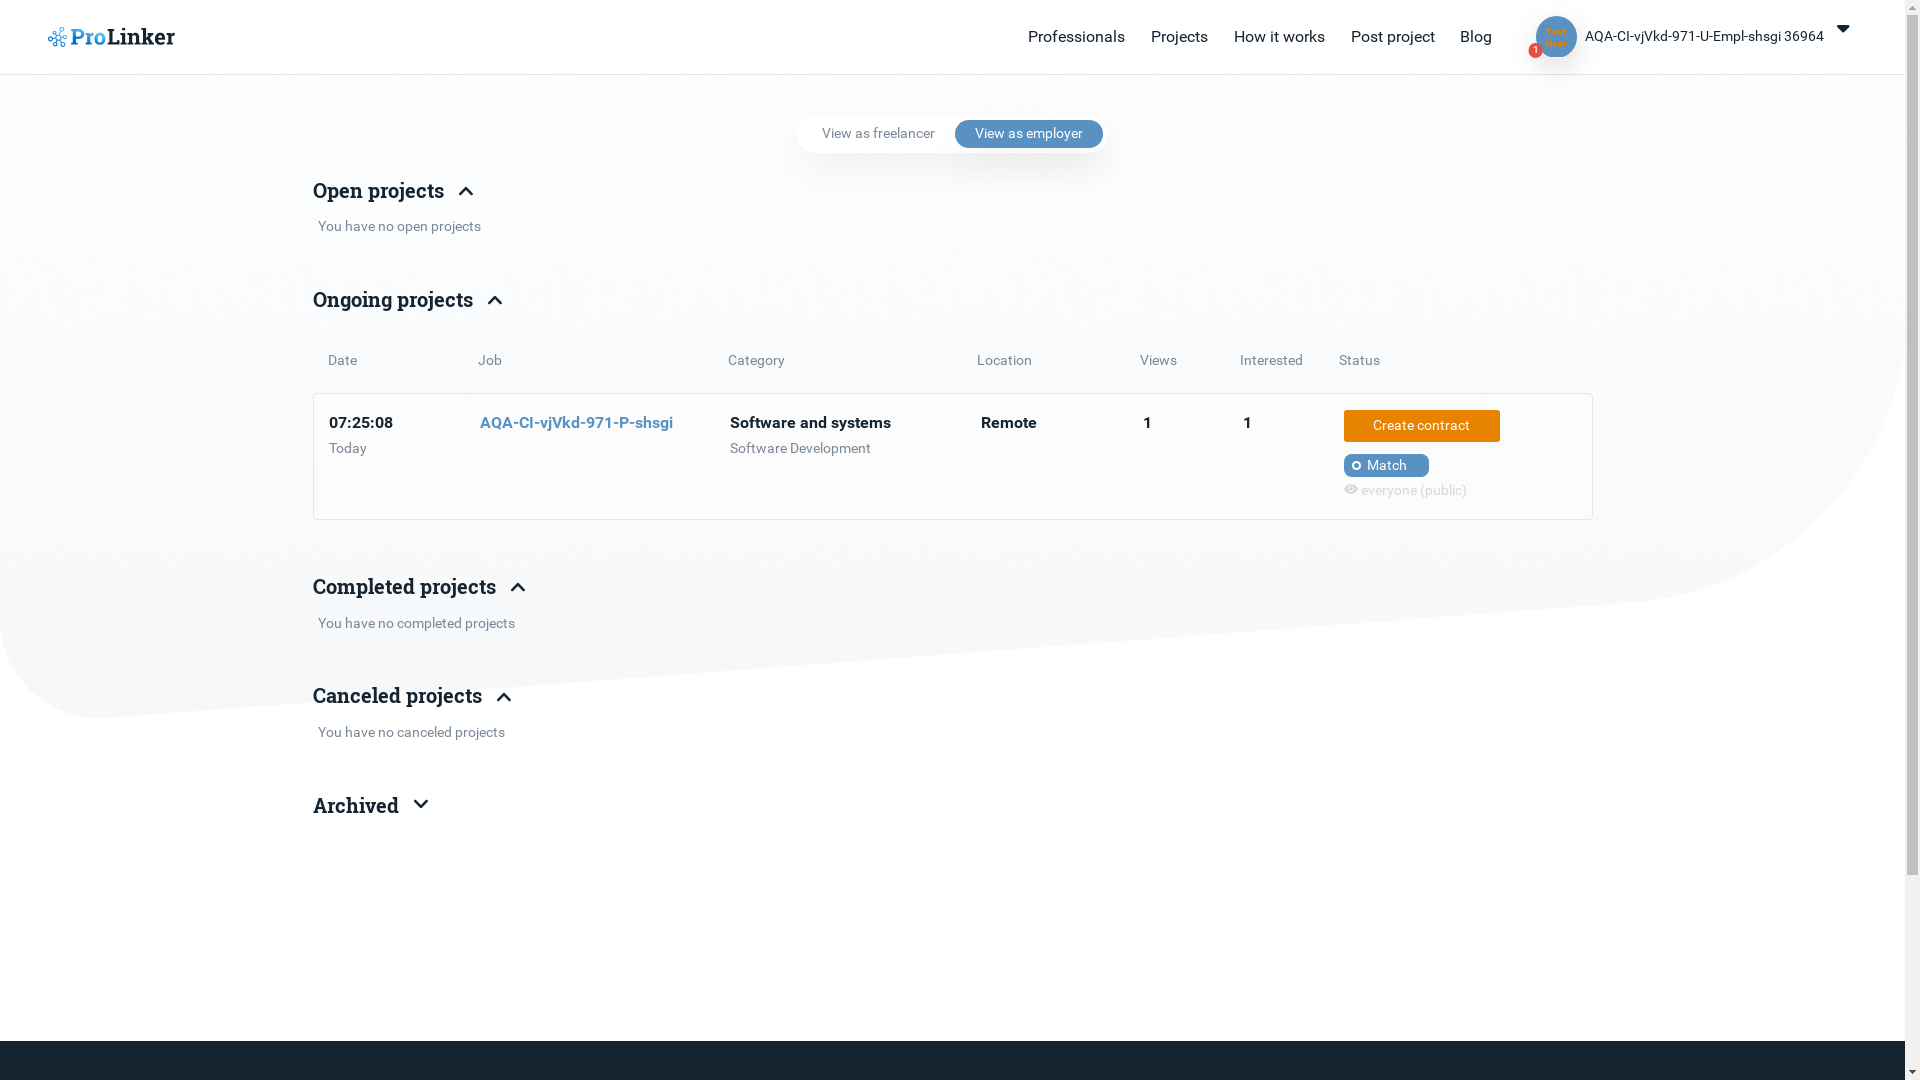 ProLinker
Professionals
Projects
How it works
Post project
Blog
Test
User
1
AQA-CI-vjVkd-971-U-Empl-shsgi 36964
View as freelancer
View as employer
Open projects
You have no open projects
Ongoing projects
Date
Job
Category
Location
Views
Interested
Status
07:25:08
AQA-CI-vjVkd-971-P-shsgi
Software and systems
Remote
1
1
Create contract
Today
Software Development
Match
everyone (public)
Completed projects
You have no completed projects
Canceled projects
You have no canceled projects
Archived